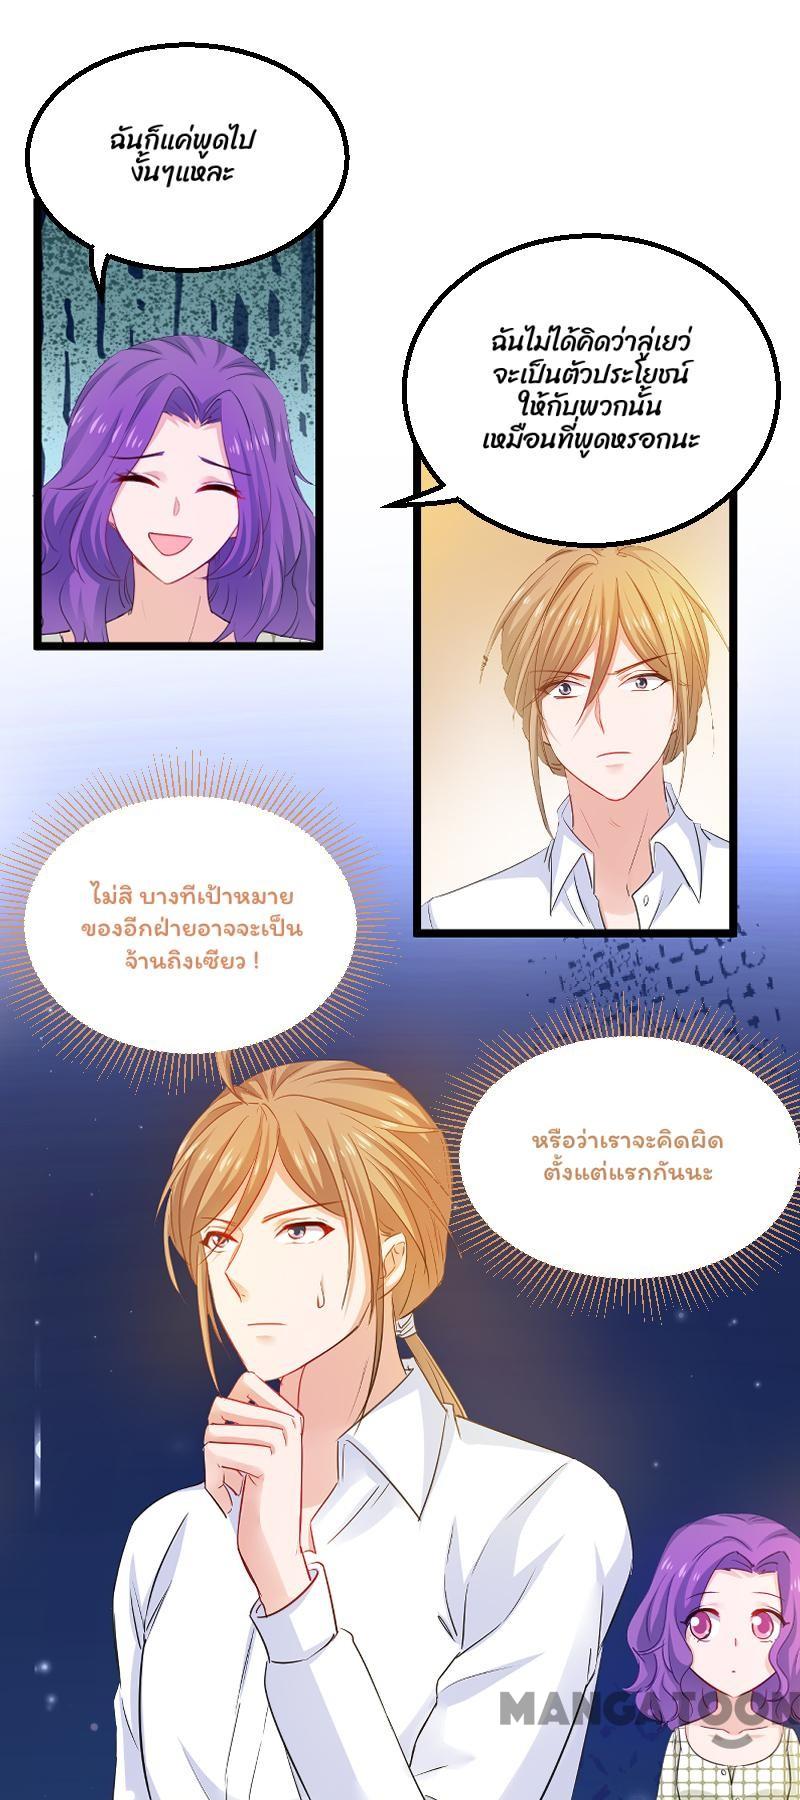 ฉันก็แค่พูดไป
งั้นๆแหละ
ฉันไม่ได้คิดว่าลู่เยว่
จะเป็นตัวประโยชน์
ให้กับพวกนั้น
เหมือนที่พูดหรอกนะ
ไม่สิ บางทีเป้าหมาย
ของอีกฝ่ายอาจจะเป็น
จ้านถิงเซียว !
หรือว่าเราจะคิดผิด
ตั้งแต่แรกกันนะ
MANGATOON